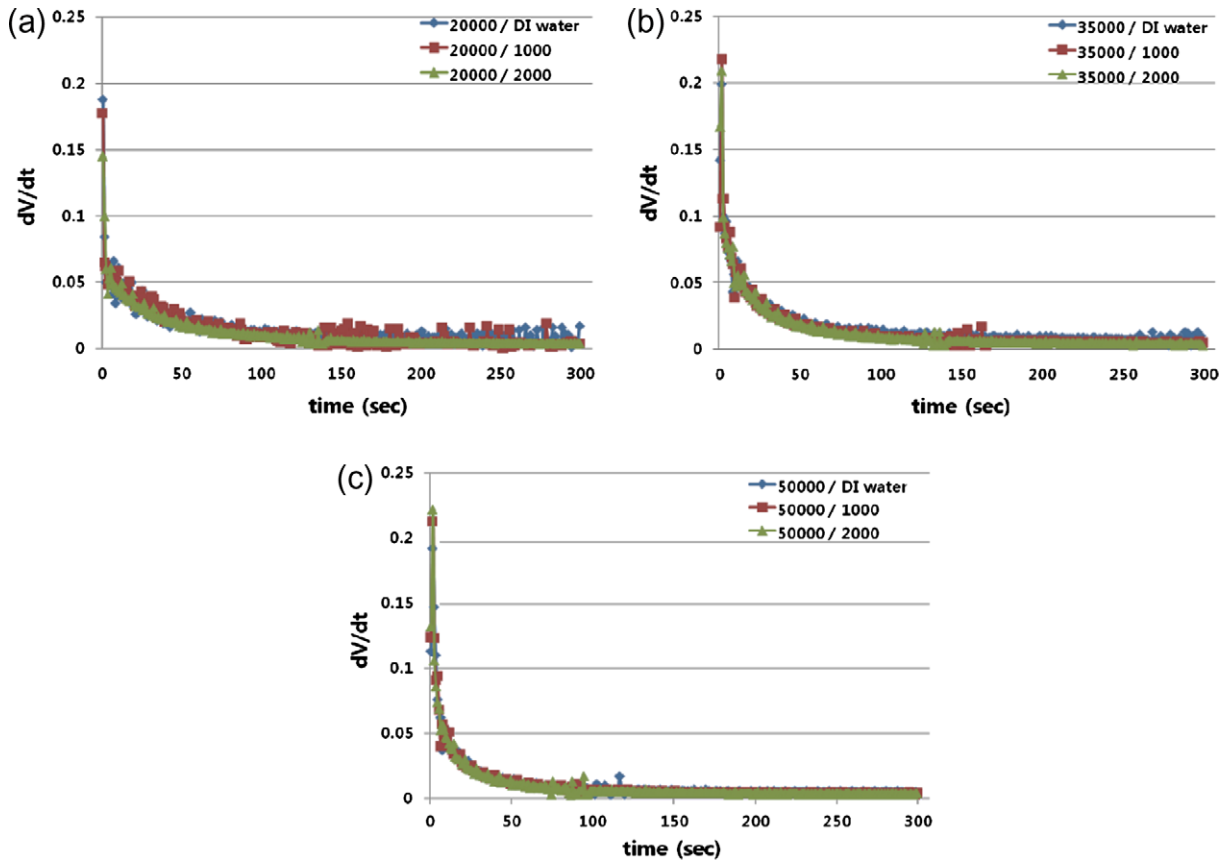 (a)
0.25
0.2
0.15
0.1
0.05
0
dV/dt
20000 / DI water
20000 / 1000
20000 / 2000
0 50 100 150 200 250 300
time (sec)
(b)
0.25
0.2
0.15
0.1
0.05
0
dV/dt
35000 / DI water
35000 / 1000
35000 / 2000
0 50 100 150 200 250 300
time (sec)
(c)
0.25
0.2
0.15
0.1
0.05
0
dV/dt
50000 / DI water
50000 / 1000
50000 / 2000
0 50 100 150 200 250 300
time (sec)